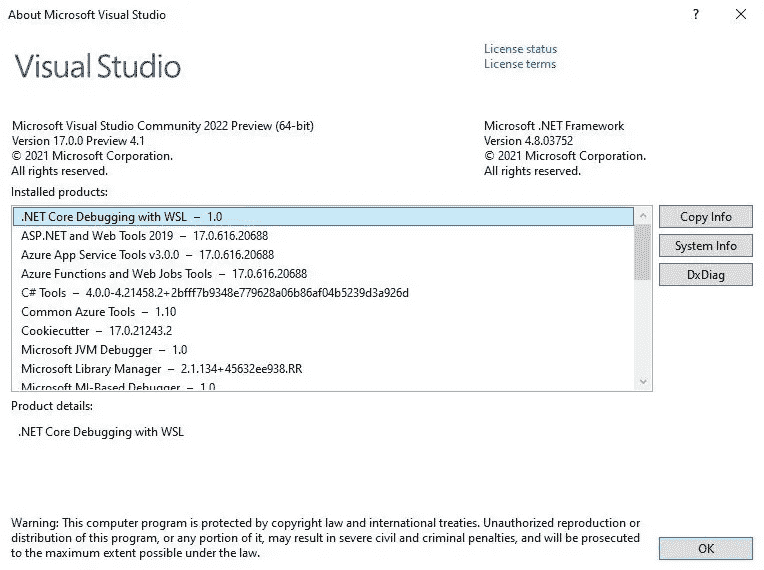 About Microsoft Visual Studio
? ×
Visual Studio
License status
License terms
Microsoft Visual Studio Community 2022 Preview (64-bit)
Version 17.0.0 Preview 4.1
© 2021 Microsoft Corporation.
All rights reserved.
Microsoft .NET Framework
Version 4.8.03752
© 2021 Microsoft Corporation.
All rights reserved.
Installed products:
.NET Core Debugging with WSL – 1.0
ASP.NET and Web Tools 2019 – 17.0.616.20688
Azure App Service Tools v3.0.0 – 17.0.616.20688
Azure Functions and Web Jobs Tools – 17.0.616.20688
C# Tools – 4.0.0-4.21458.2+2bfff7b9348e779628a06b86af04b5239d3a926d
Common Azure Tools – 1.10
Cookiecutter – 17.0.21243.2
Microsoft JVM Debugger – 1.0
Microsoft Library Manager – 2.1.134+45632ee938.RR
Microsoft MI-Based Debugger – 1.0
Copy Info
System Info
DxDiag
Product details:
.NET Core Debugging with WSL
Warning: This computer program is protected by copyright law and international treaties. Unauthorized reproduction or
distribution of this program, or any portion of it, may result in severe civil and criminal penalties, and will be prosecuted
to the maximum extent possible under the law.
OK